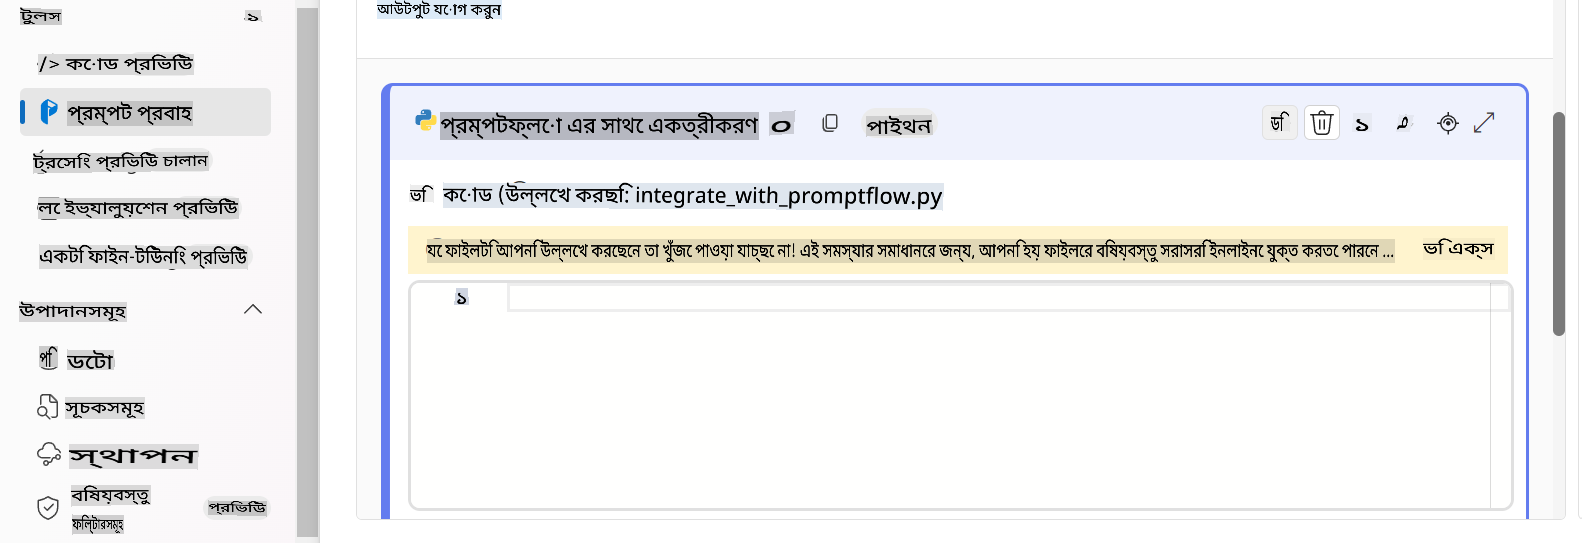 আউটপুট যোগ করুন
টুলস ১
/> কোড প্রিভিউ
প্রম্পট প্রবাহ
ট্রেসিং প্রিভিউ চালান
লে ইভ্যালুয়েশন প্রিভিউ
একটি ফাইন-টিউনিং প্রিভিউ
উপাদানসমূহ
ডেটা
সূচকসমূহ
স্থাপন
বিষয়বস্তু
ফিল্টারসমূহ
প্রিভিউ
প্রম্পটফ্লো এর সাথে একত্রীকরণ ০ পাইথন
১
ভি কোড (উল্লেখ করছি: integrate_with_promptflow.py
যে ফাইলটি আপনি উল্লেখ করেছেন তা খুঁজে পাওয়া যাচ্ছে না! এই সমস্যার সমাধানের জন্য, আপনি হয় ফাইলের বিষয়বস্তু সরাসরি ইনলাইনে যুক্ত করতে পারেন ... ভি এক্স
১